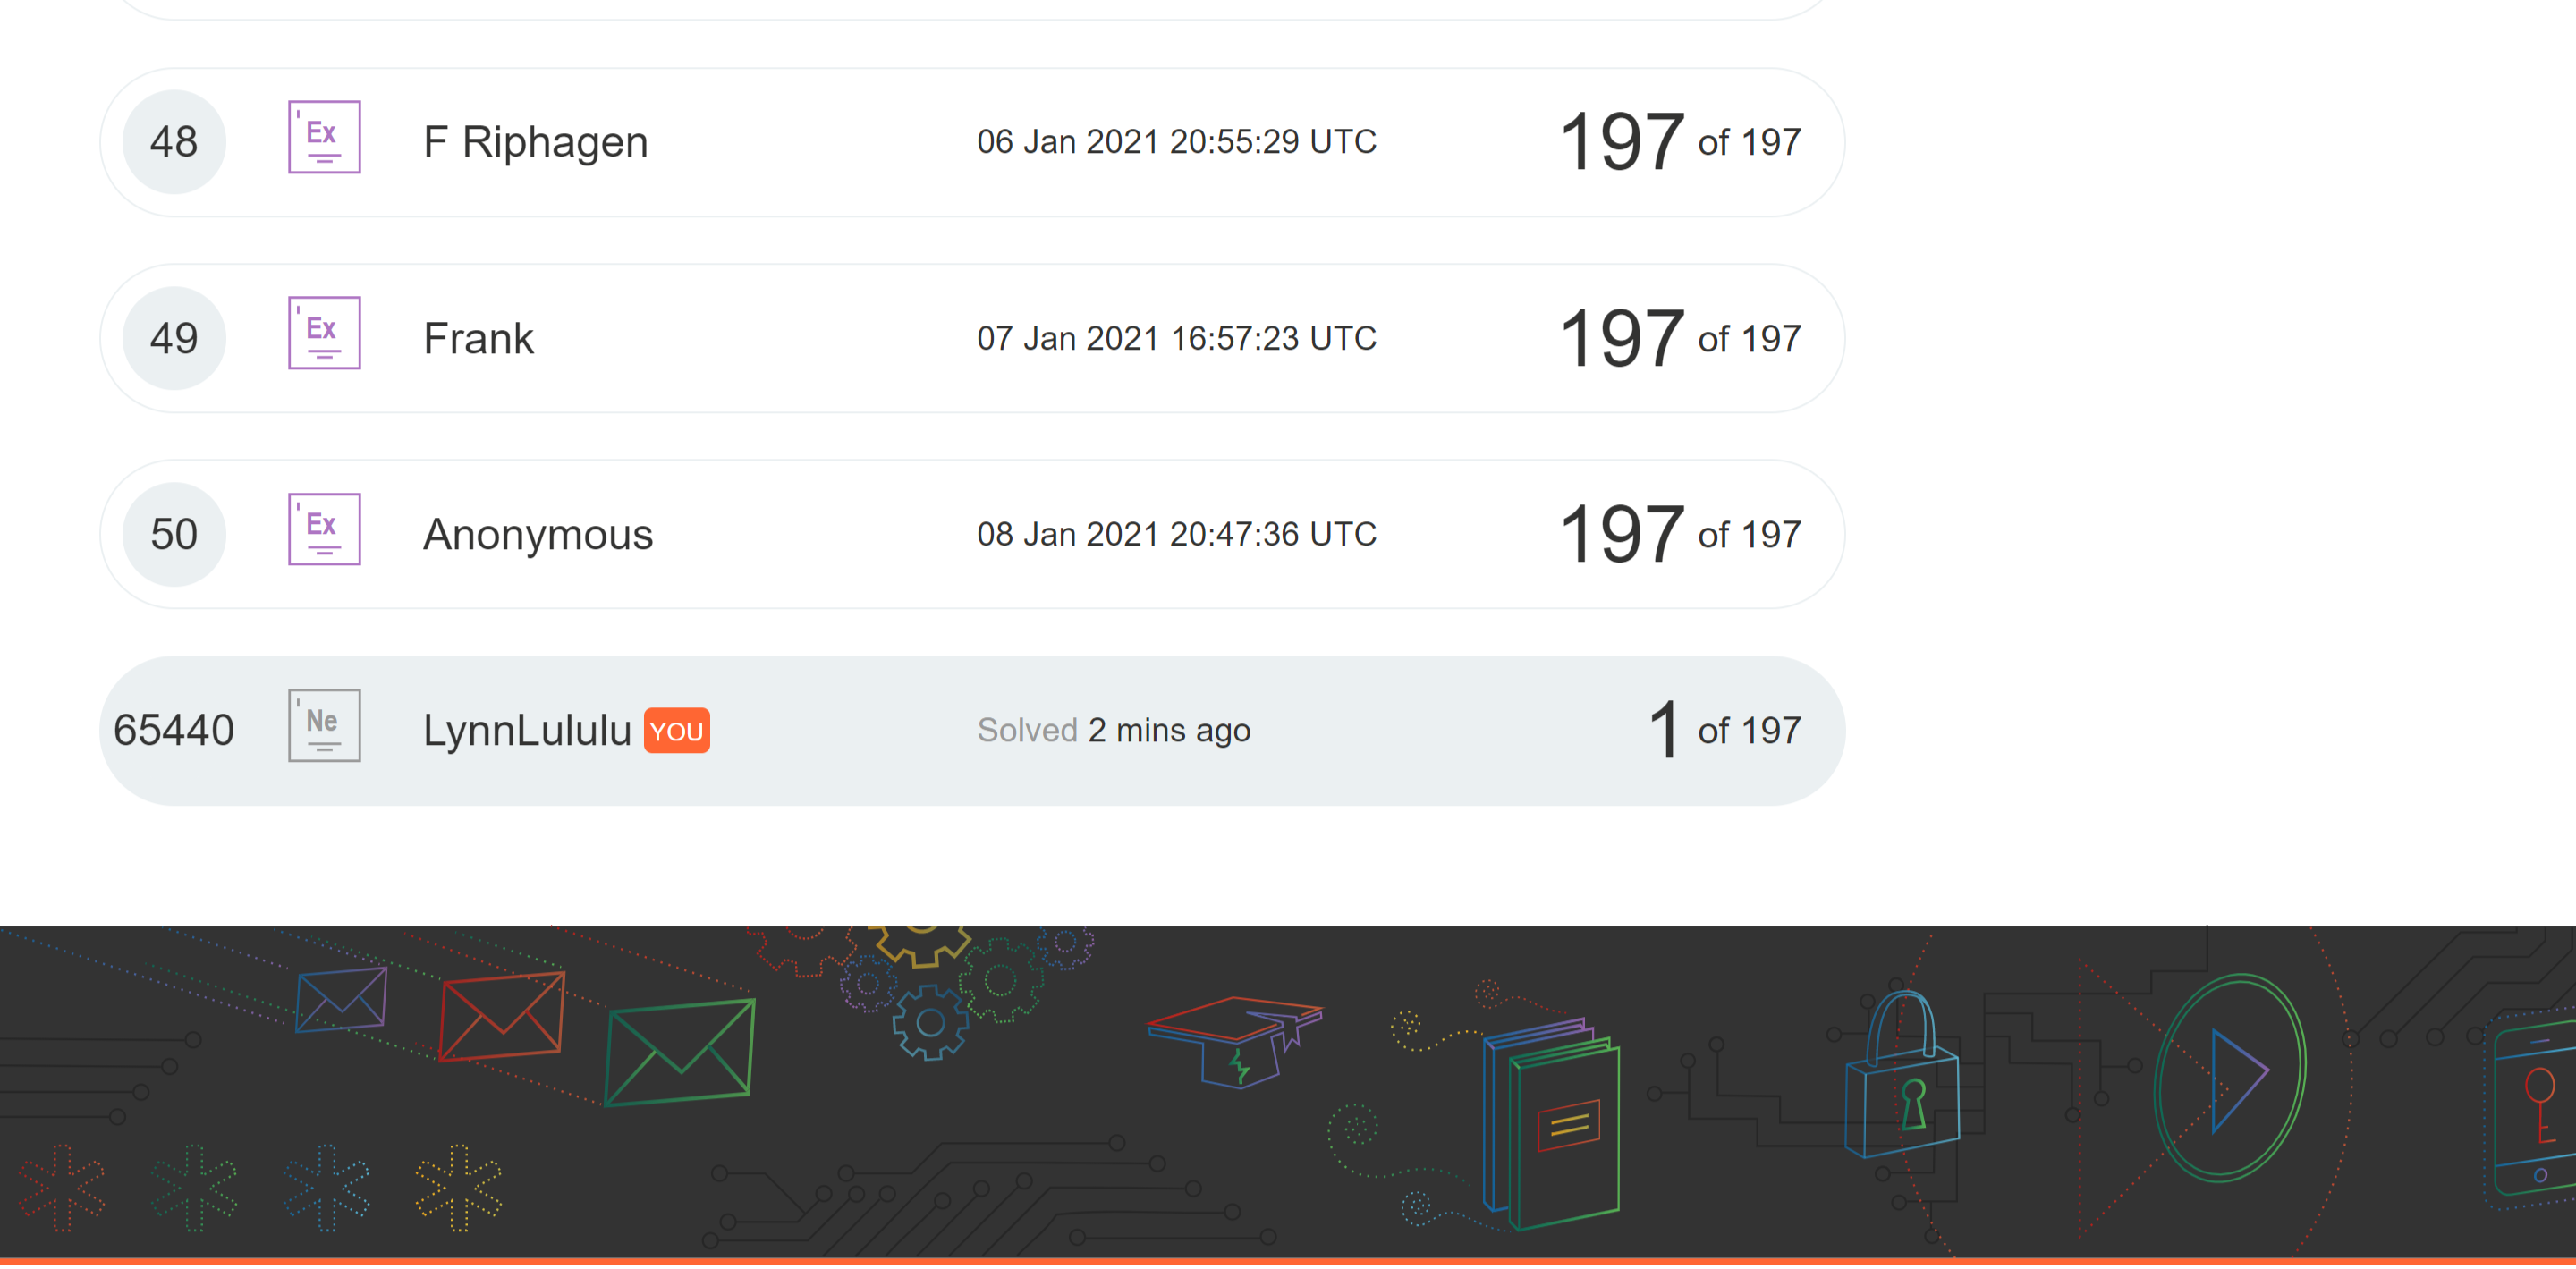 48 Ex F Riphagen 06 Jan 2021 20:55:29 UTC 197 of 197
49 Ex Frank 07 Jan 2021 16:57:23 UTC 197 of 197
50 Ex Anonymous 08 Jan 2021 20:47:36 UTC 197 of 197
65440 Ne LynnLululu YOU Solved 2 mins ago 1 of 197